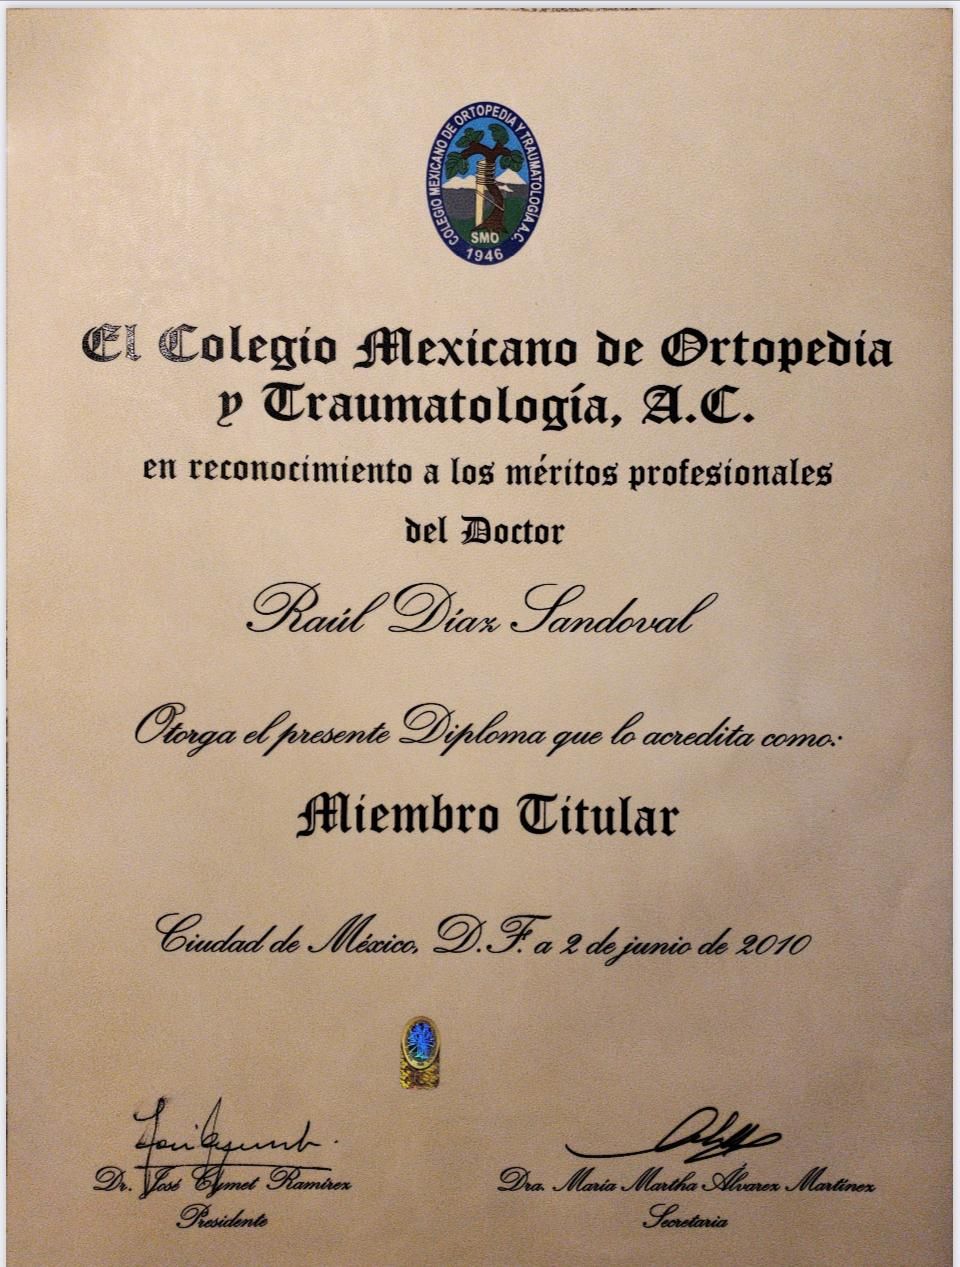 COLEGIO MEXICANO DE ORTOPEDIA Y TRAUMATOLOGÍA A.C.
SMO
1946
El Colegio Mexicano de Ortopedia
y Traumatología, A.C.
en reconocimiento a los méritos profesionales
del Doctor
Raúl Díaz Sandoval
Otorga el presente Diploma que lo acredita como:
Miembro Titular
Ciudad de México, D.F. a 2 de junio de 2010
Dr. José Eymet Ramírez
Presidente
Dra. María Martha Álvarez Martínez
Secretaria